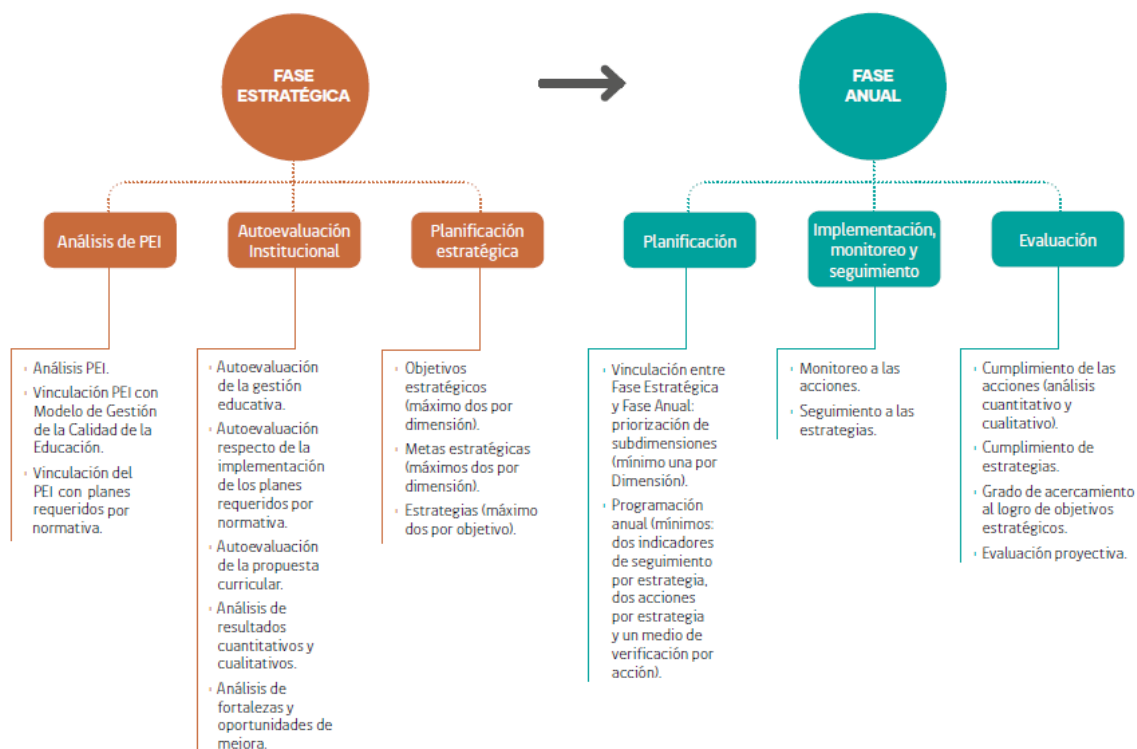 FASE
ESTRATÉGICA
FASE
ANUAL
Análisis de PEI
Autoevaluación
Institucional
Planificación
estratégica
Planificación
Implementación,
monitoreo y
seguimiento
Evaluación
Análisis PEI.
Vinculación PEI con
Modelo de Gestión
de la Calidad de la
Educación.
Vinculación del
PEI con planes
requeridos por
normativa.
Autoevaluación
de la gestión
educativa.
Autoevaluación
respecto de la
implementación
de los planes
requeridos por
normativa.
Autoevaluación
de la propuesta
curricular.
Análisis de
resultados
cuantitativos y
cualitativos.
Análisis de
fortalezas y
oportunidades de
mejora.
Objetivos
estratégicos
(máximo dos por
dimensión).
Metas estratégicas
(máximos dos por
dimensión).
Estrategias (máximo
dos por objetivo).
Vinculación entre
Fase Estratégica
y Fase Anual:
priorización de
subdimensiones
(mínimo una por
Dimensión).
Programación
anual (mínimos:
dos indicadores
de seguimiento
por estrategia,
dos acciones
por estrategia
y un medio de
verificación por
acción).
Monitoreo a las
acciones.
Seguimiento a las
estrategias.
Cumplimiento de las
acciones (análisis
cuantitativo y
cualitativo).
Cumplimiento de
estrategias.
Grado de acercamiento
al logro de objetivos
estratégicos.
Evaluación proyectiva.